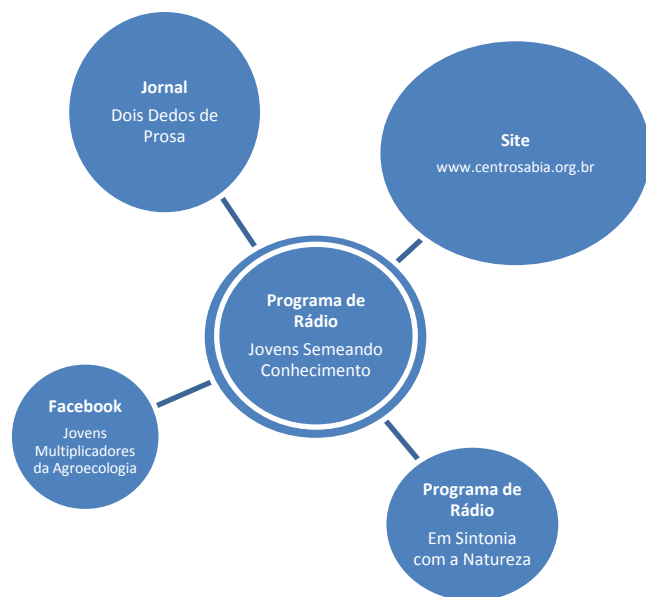 Jornal
Dois Dedos de
Prosa
Site
www.centrosabia.org.br
Programa de
Rádio
Jovens Semeando
Conhecimento
Facebook
Jovens
Multiplicadores
da Agroecologia
Programa de
Rádio
Em Sintonia
com a Natureza